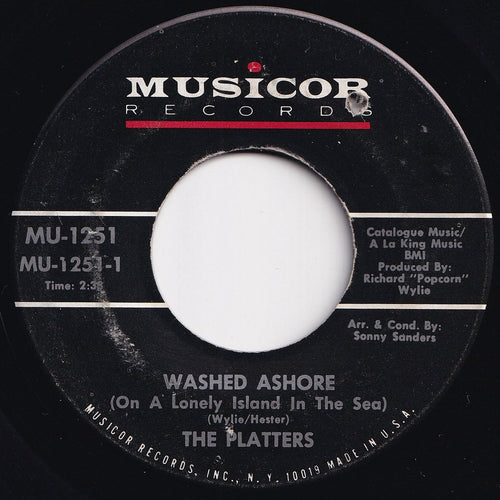 MUSICOR
RECORDS
MU-1251
MU-1251-1
Time:
Catalogue Music/
A La King Music
BMI
Produced By:
Richard "Popcorn"
Wylie
Arr. & Cond. By:
Sonny Sanders
WASHED ASHORE
(On A Lonely Island In The Sea)
(Wylie/Hester)
THE PLATTERS
MUSICOR RECORDS, INC., N. Y. 10019 MADE IN U.S.A.